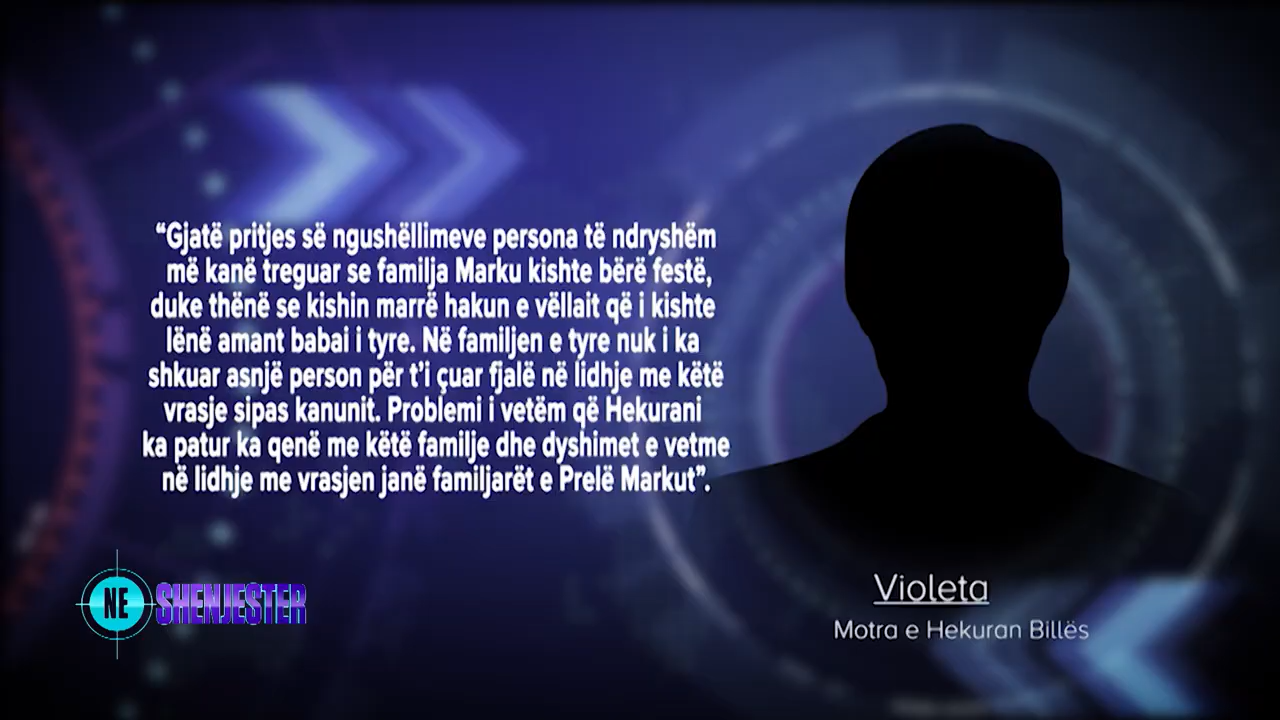 “Gjatë pritjes së ngushëllimeve persona të ndryshëm
më kanë treguar se familja Marku kishte bërë festë,
duke thënë se kishin marrë hakun e vëllait që i kishte
lënë amant babai i tyre. Në familjen e tyre nuk i ka
shkuar asnjë person për t’i çuar fjalë në lidhje me këtë
vrasje sipas kanunit. Problemi i vetëm që Hekurani
ka patur ka qenë me këtë familje dhe dyshimet e vetme
në lidhje me vrasjen janë familjarët e Prelë Markut”.
NE SHENJESTER
Violeta
Motra e Hekuran Billës